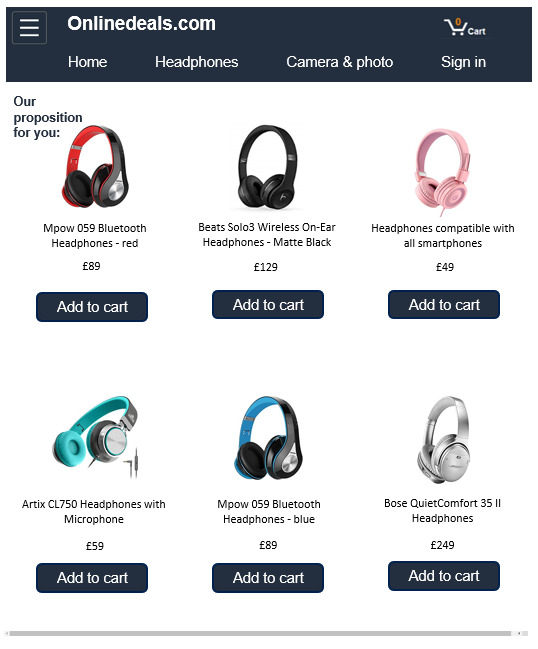 Onlinedeals.com
0
Cart
Home Headphones Camera & photo Sign in
Our
proposition
for you:
Mpow 059 Bluetooth
Headphones - red
£89
Add to cart
Beats Solo3 Wireless On-Ear
Headphones - Matte Black
£129
Add to cart
Headphones compatible with
all smartphones
£49
Add to cart
Artix CL750 Headphones with
Microphone
£59
Add to cart
Mpow 059 Bluetooth
Headphones - blue
£89
Add to cart
Bose QuietComfort 35 II
Headphones
£249
Add to cart